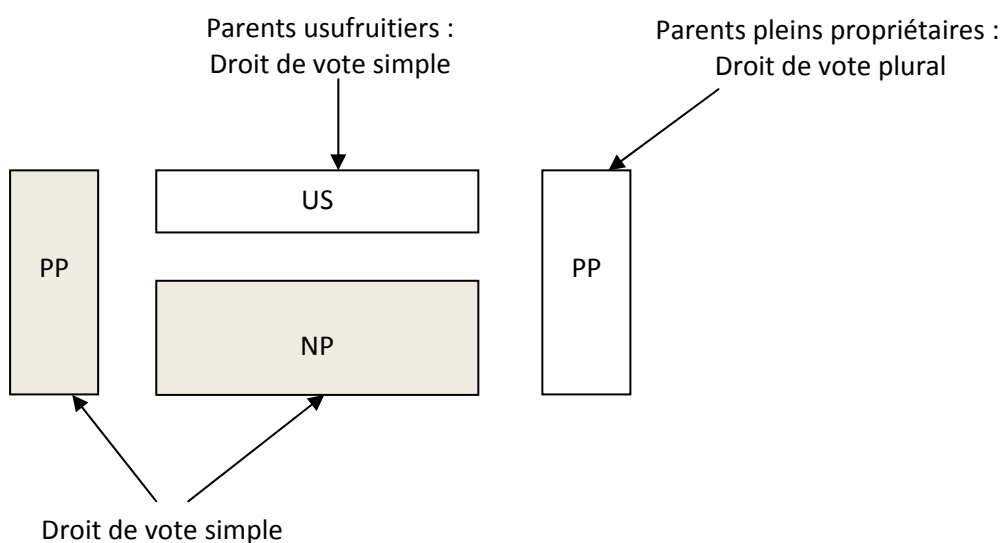 Parents usufruitiers :
Droit de vote simple
Parents pleins propriétaires :
Droit de vote plural
US
PP
PP
NP
Droit de vote simple